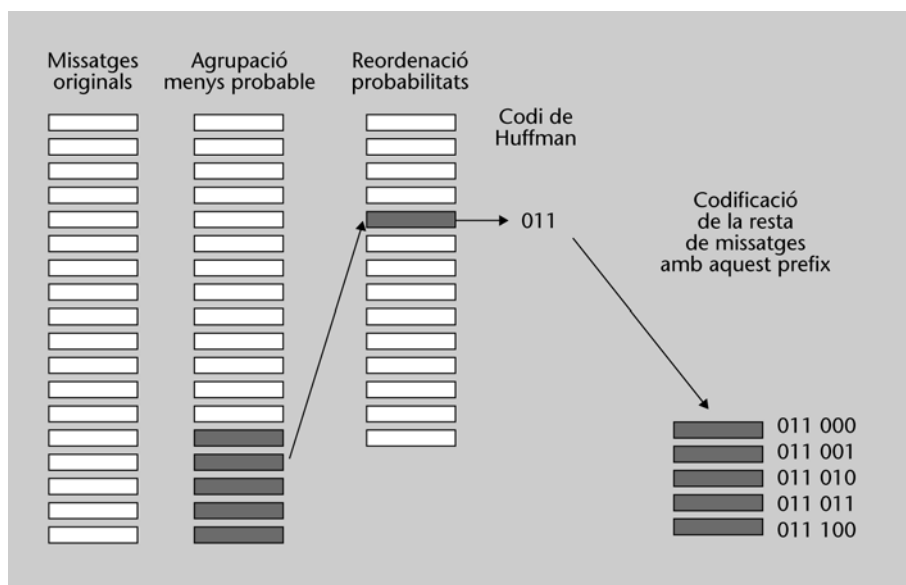 Missatges
originals
Agrupació
menys probable
Reordenació
probabilitats
Codi de
Huffman
011
Codificació
de la resta
de missatges
amb aquest prefix
011 000
011 001
011 010
011 011
011 100